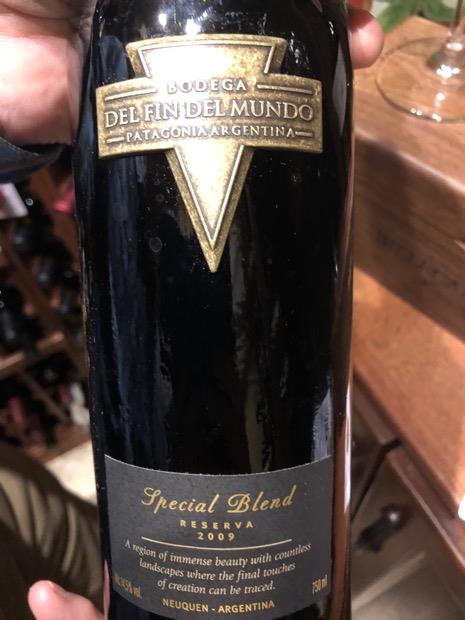 BODEGA
DEL FIN DEL MUNDO
PATAGONIA ARGENTINA
Special Blend
RESERVA
2009
A region of immense beauty with countless
landscapes where the final touches
of creation can be traced.
750 ml
NEUQUEN - ARGENTINA